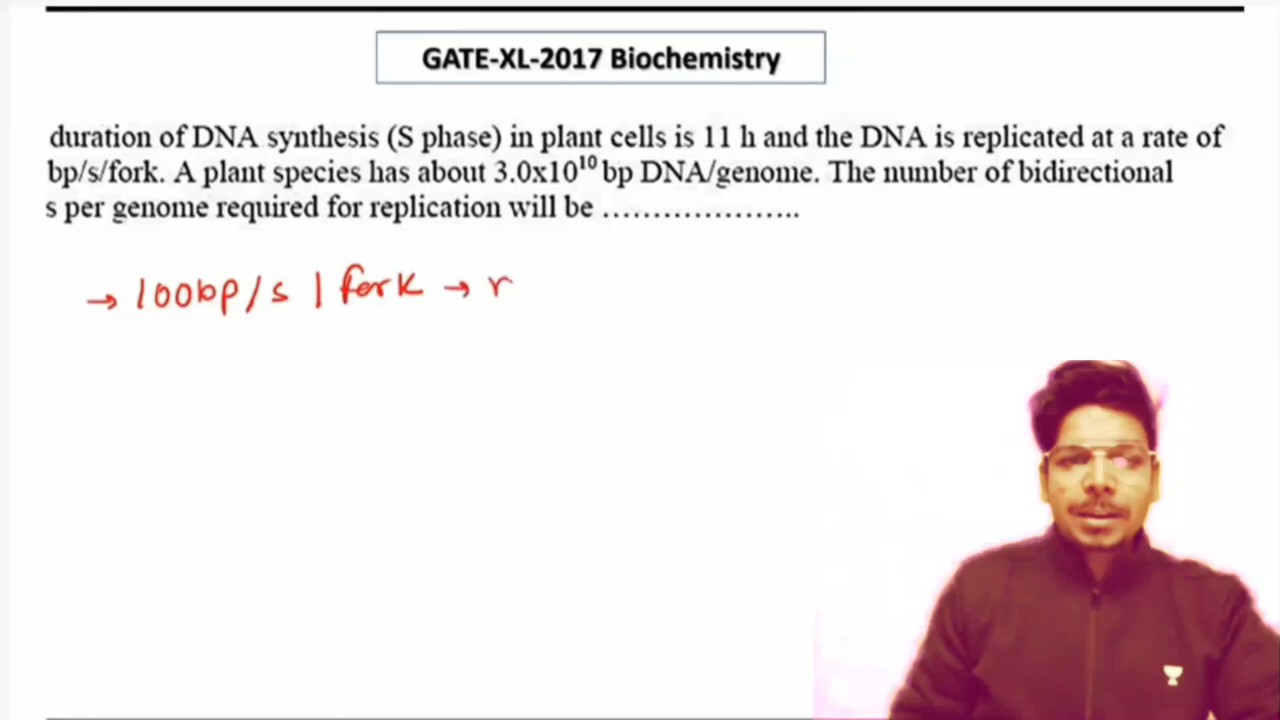 GATE-XL-2017 Biochemistry
duration of DNA synthesis (S phase) in plant cells is 11 h and the DNA is replicated at a rate of
bp/s/fork. A plant species has about 3.0x10¹⁰ bp DNA/genome. The number of bidirectional
s per genome required for replication will be ………………..
→ 100bp/s | fork → r